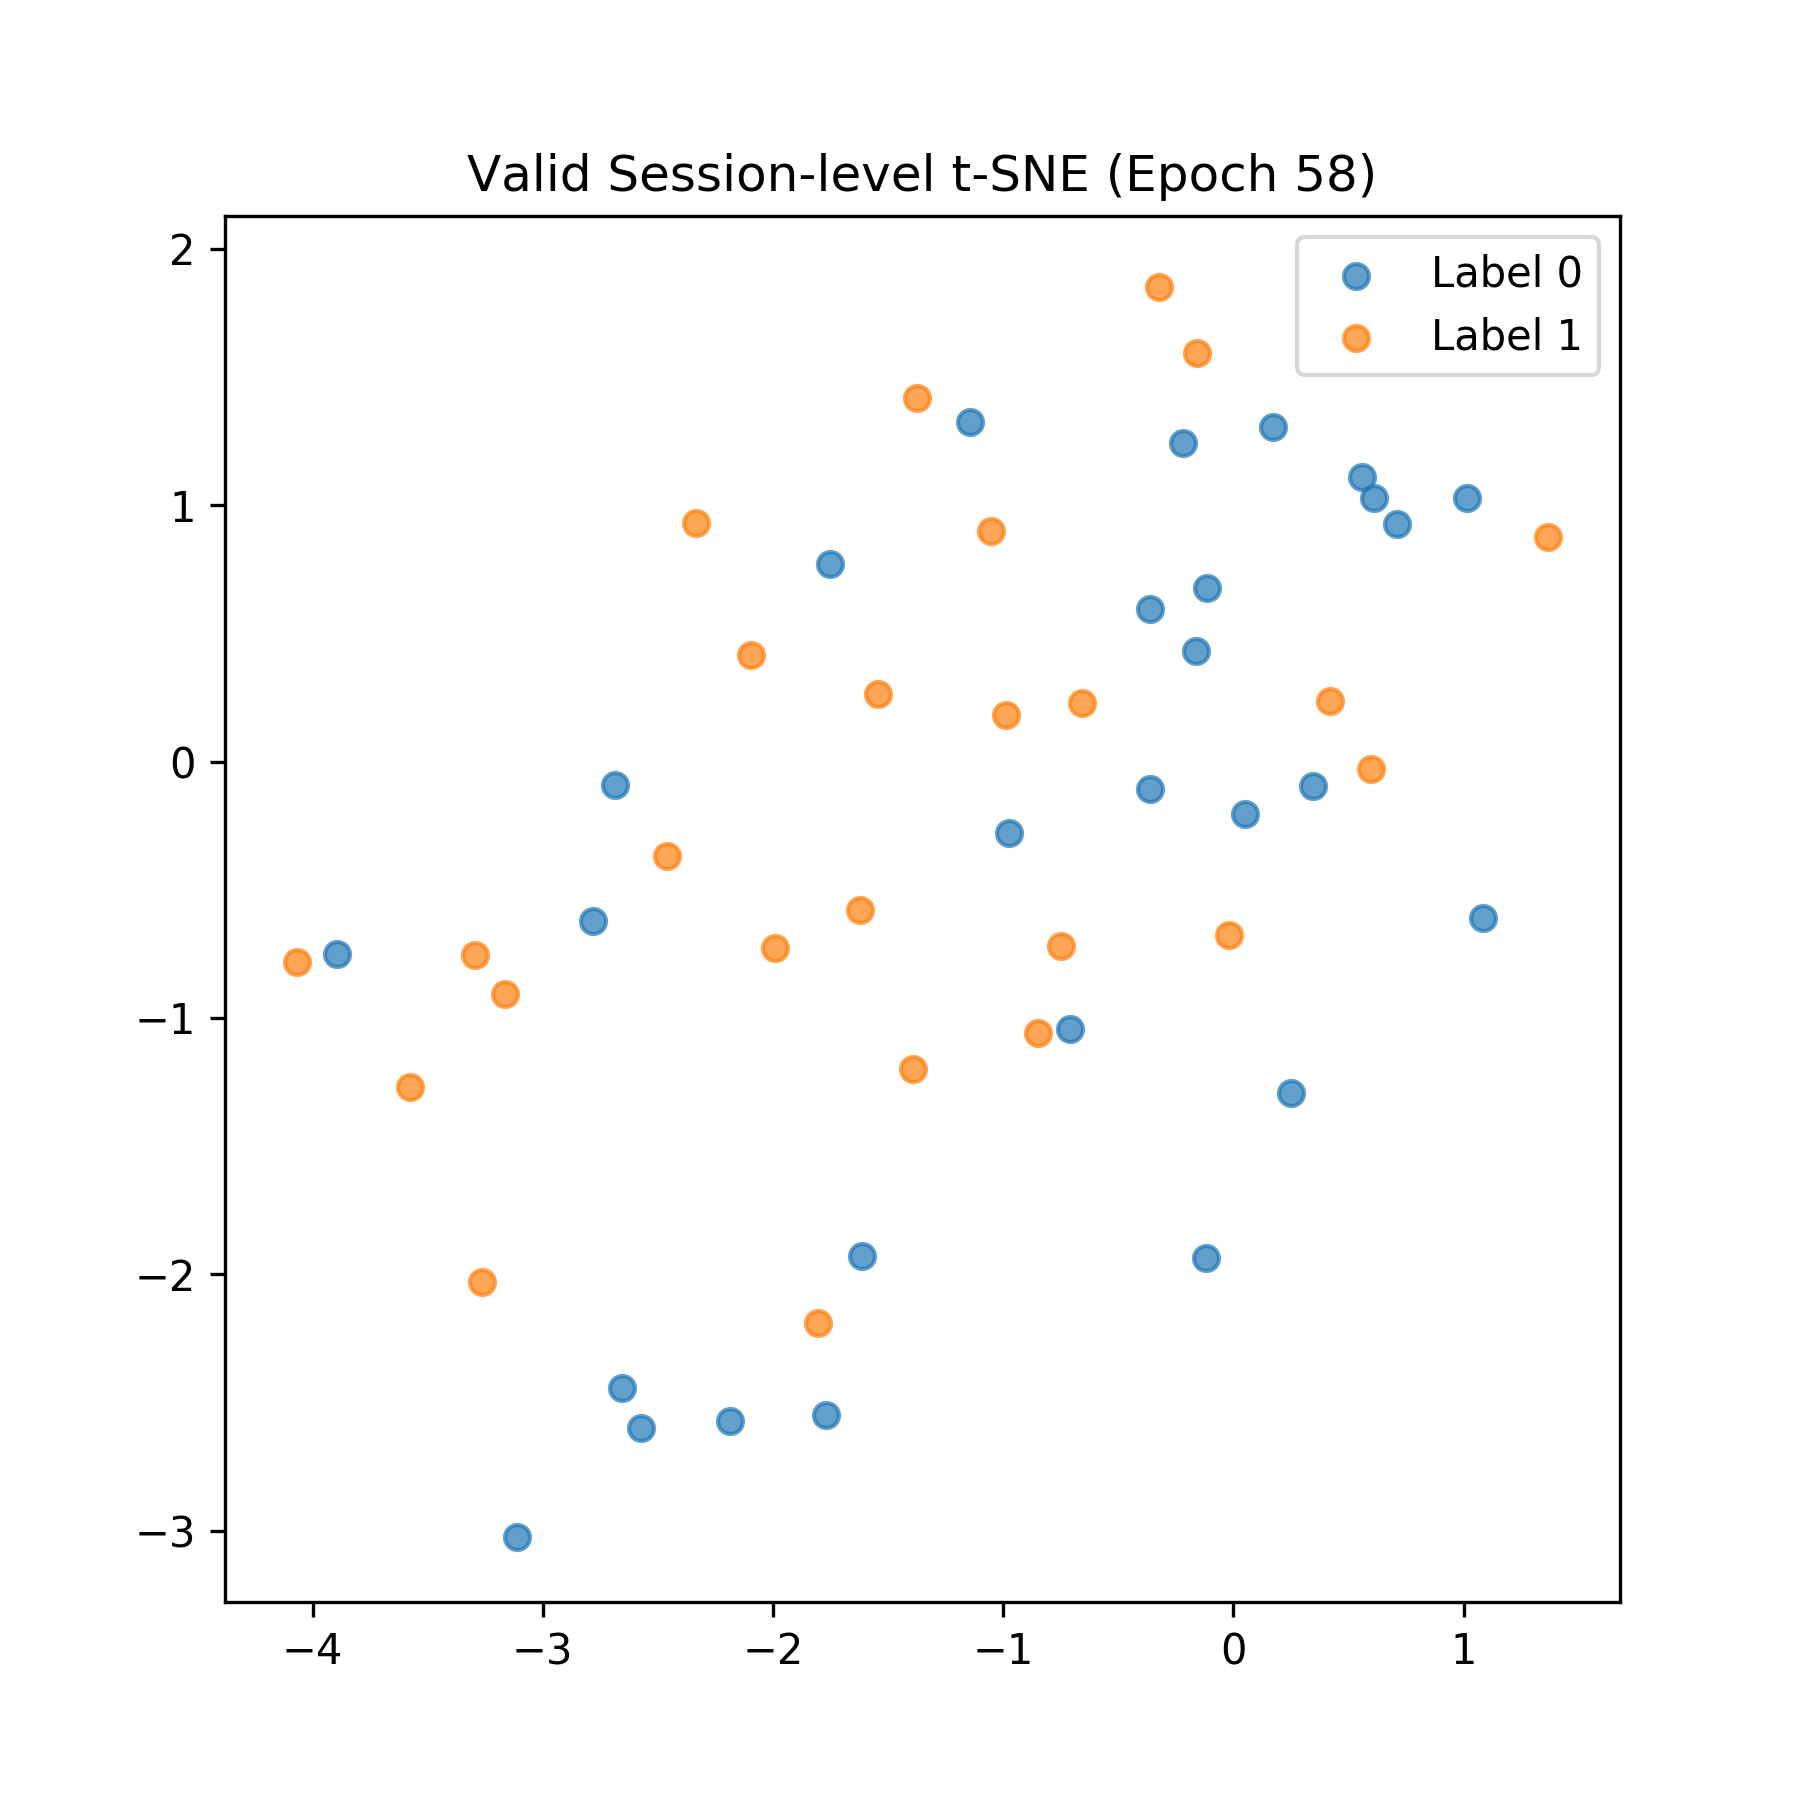 Valid Session-level t-SNE (Epoch 58)
Label 0
Label 1
2
1
0
−1
−2
−3
−4 −3 −2 −1 0 1